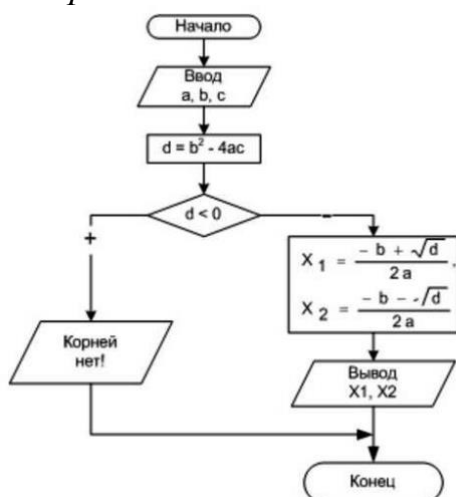 Начало
Ввод
a, b, c
d = b² - 4ac
d < 0
+
-
X₁ = (- b + √d) / 2a,
X₂ = (- b - √d) / 2a
Корней
нет!
Вывод
X1, X2
Конец